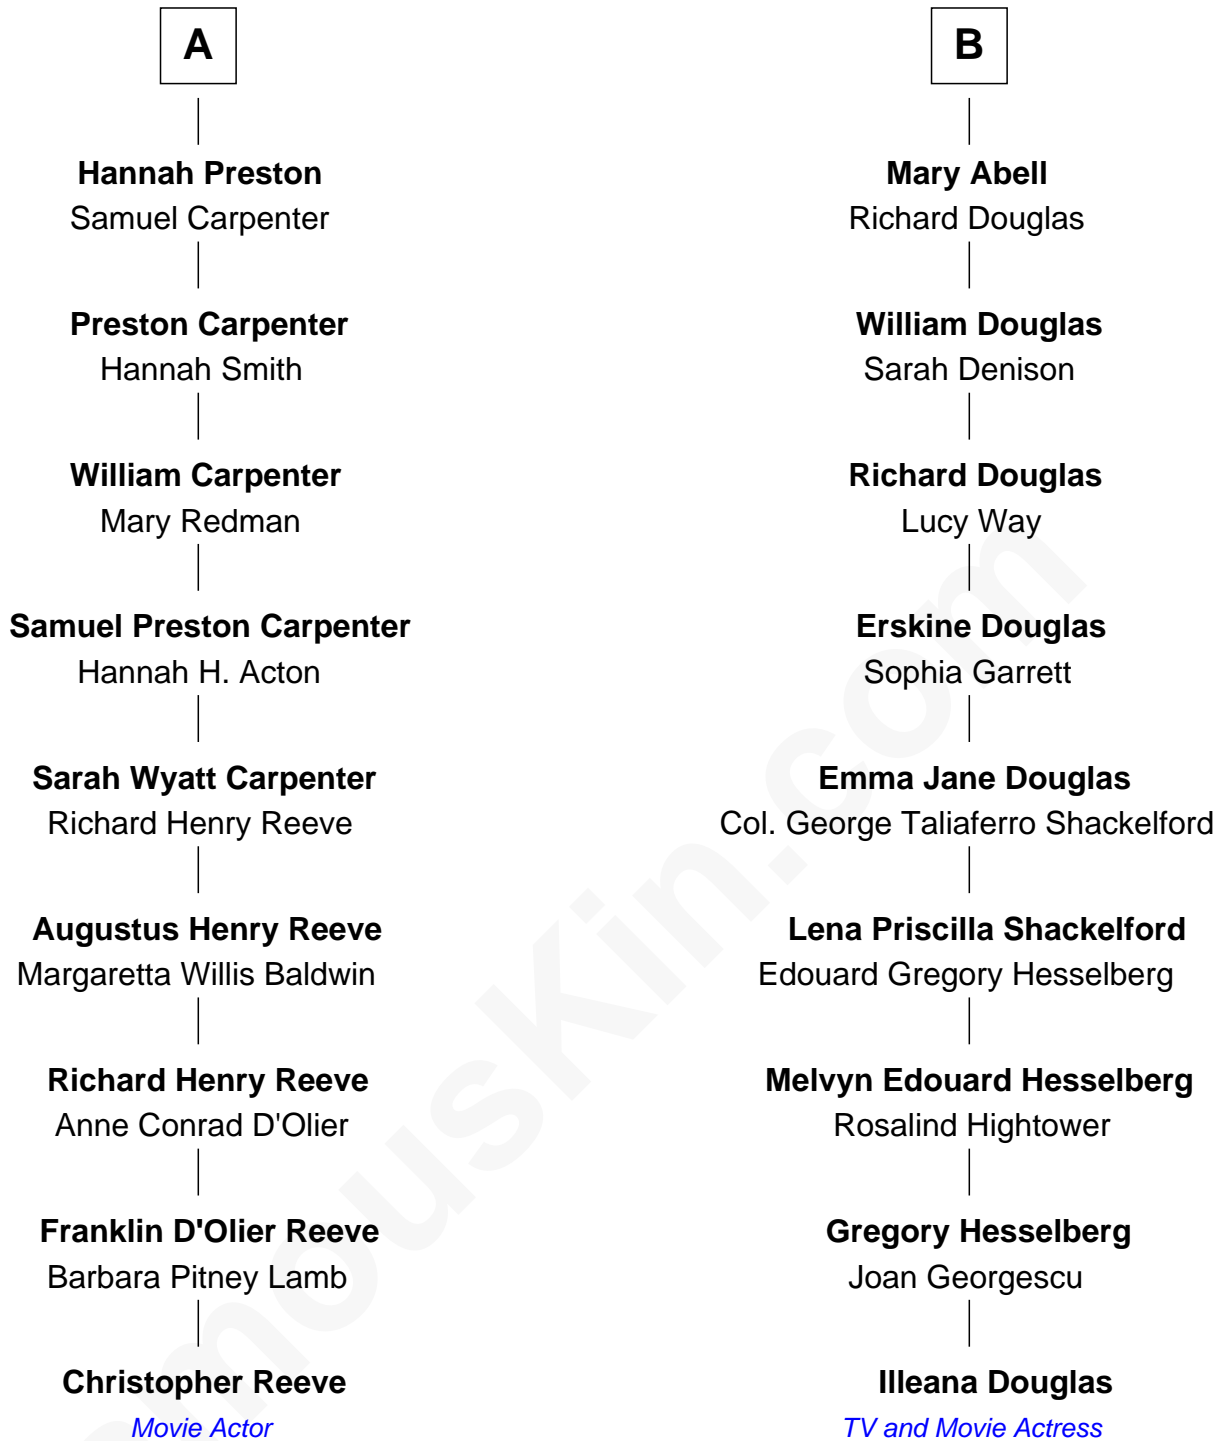 A
Hannah Preston
Samuel Carpenter
Preston Carpenter
Hannah Smith
William Carpenter
Mary Redman
Samuel Preston Carpenter
Hannah H. Acton
Sarah Wyatt Carpenter
Richard Henry Reeve
Augustus Henry Reeve
Margaretta Willis Baldwin
Richard Henry Reeve
Anne Conrad D'Olier
Franklin D'Olier Reeve
Barbara Pitney Lamb
Christopher Reeve
Movie Actor
B
Mary Abell
Richard Douglas
William Douglas
Sarah Denison
Richard Douglas
Lucy Way
Erskine Douglas
Sophia Garrett
Emma Jane Douglas
Col. George Taliaferro Shackelford
Lena Priscilla Shackelford
Edouard Gregory Hesselberg
Melvyn Edouard Hesselberg
Rosalind Hightower
Gregory Hesselberg
Joan Georgescu
Illeana Douglas
TV and Movie Actress
mousKin.com